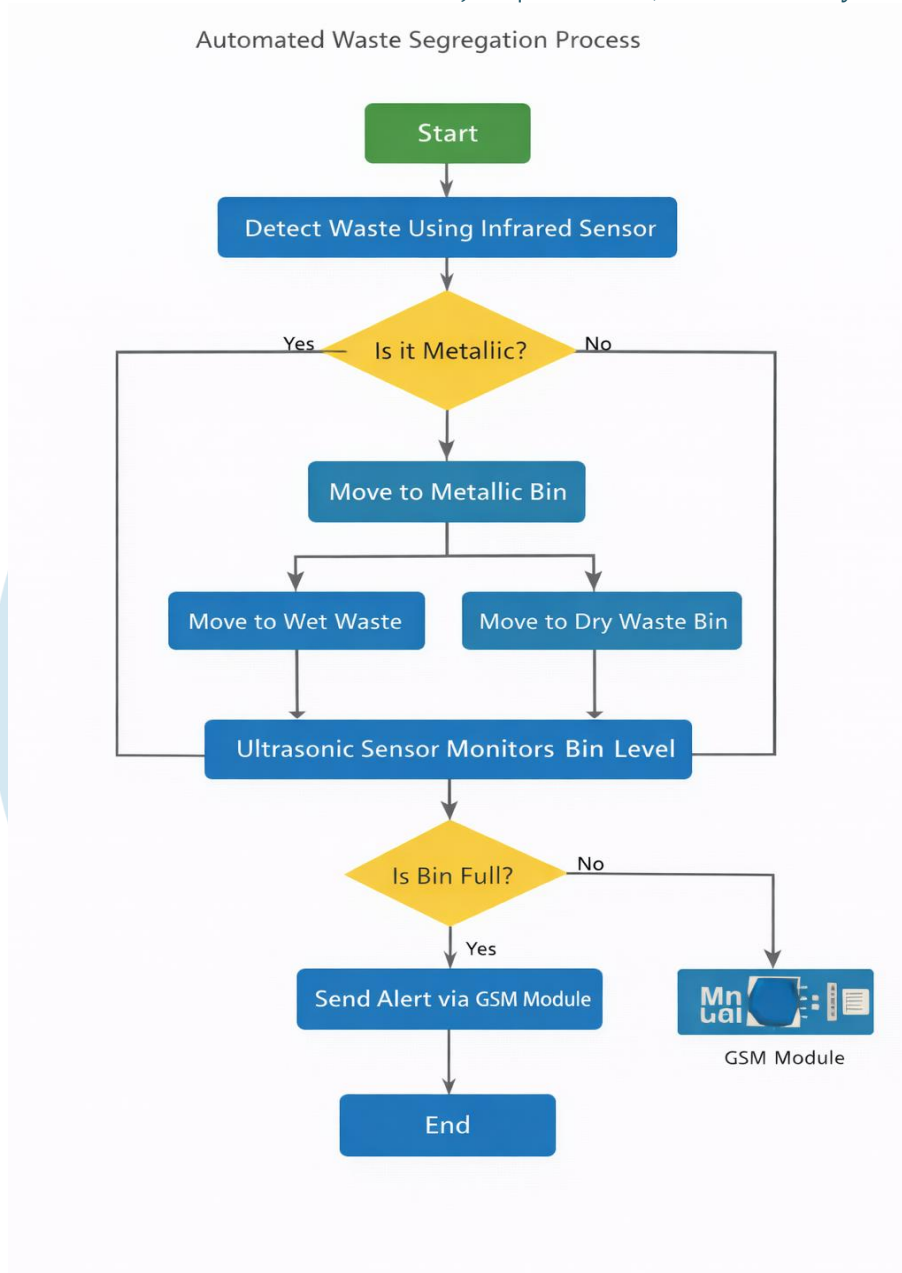 Automated Waste Segregation Process
Start
Detect Waste Using Infrared Sensor
Yes
Is it Metaliic?
No
Move to Metallic Bin
Move to Wet Waste
Move to Dry Waste Bin
Ultrasonic Sensor Monitors Bin Level
Is Bin Full?
No
Yes
Send Alert via GSM Module
Mn
GSM Module
End